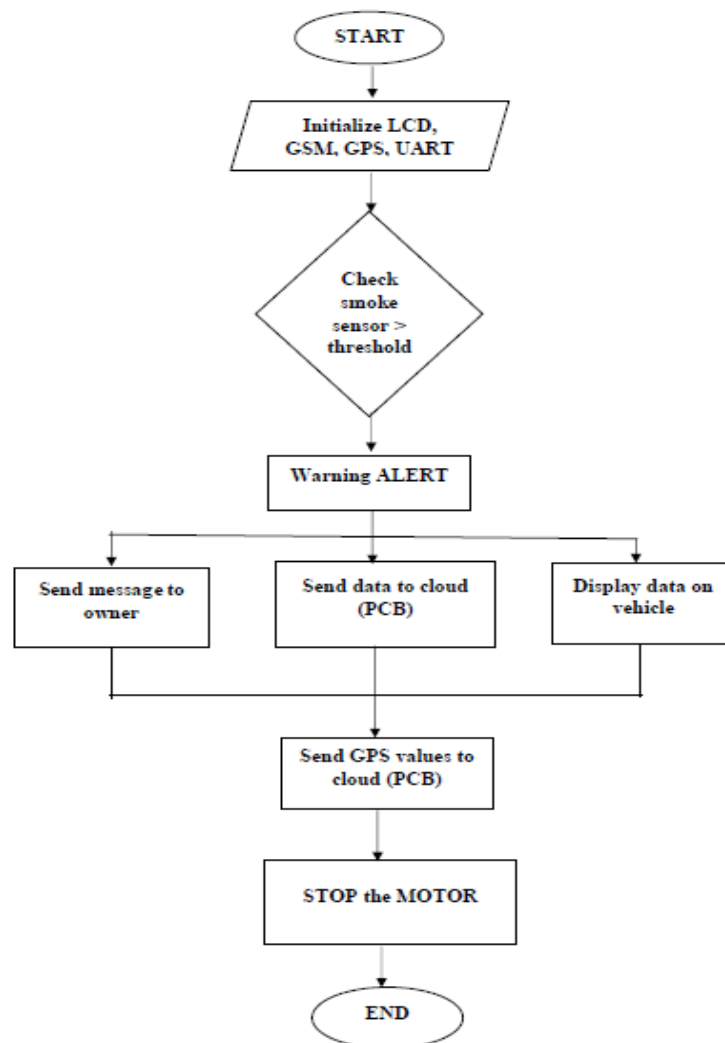 START
Initialize LCD,
GSM, GPS, UART
Check
smoke
sensor >
threshold
Warning ALERT
Send message to
owner
Send data to cloud
(PCB)
Display data on
vehicle
Send GPS values to
cloud (PCB)
STOP the MOTOR
END